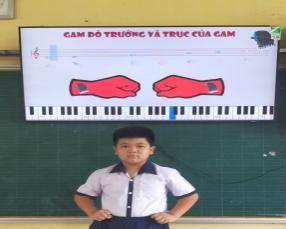 GAM ĐÔ TRƯỞNG VÀ TRỤC CỦA GAM